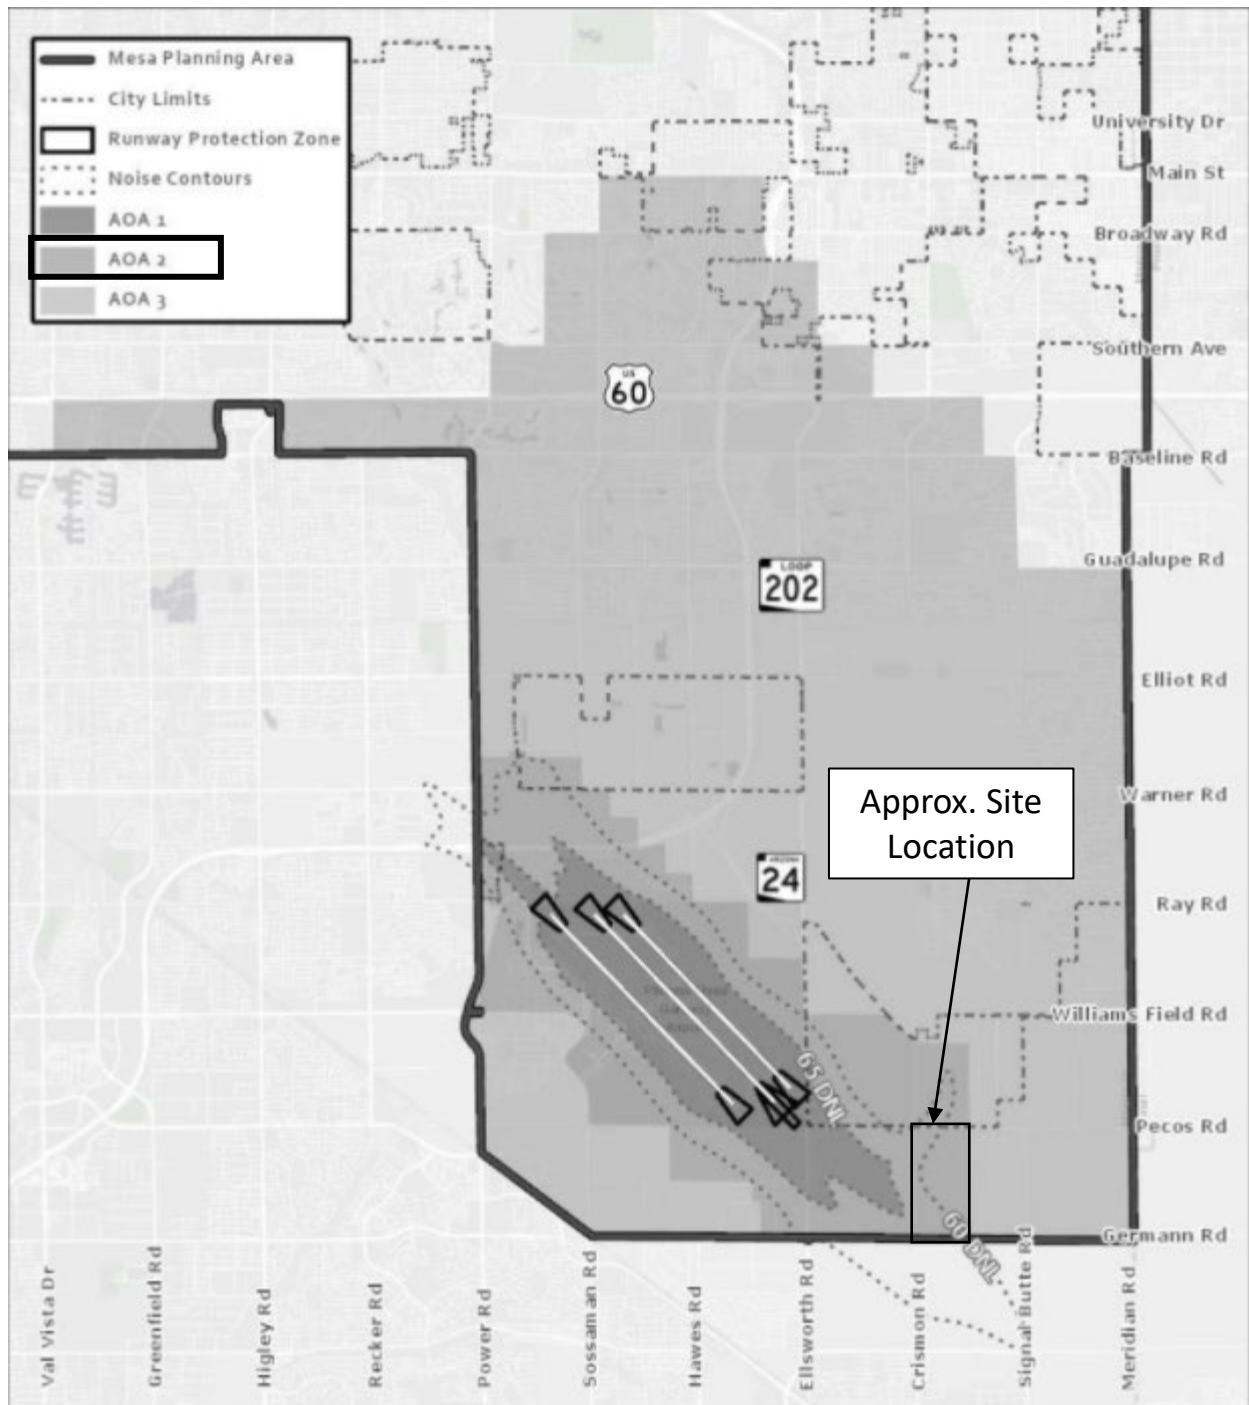 Mesa Planning Area
City Limits
Runway Protection Zone
Noise Contours
AOA 1
AOA 2
AOA 3
University Dr
Main St
Broadway Rd
Southern Ave
US
60
Baseline Rd
Guadalupe Rd
LOOP
202
Elliot Rd
Warner Rd
Approx. Site
Location
ARIZONA
24
Ray Rd
Williams Field Rd
65 DNL
Pecos Rd
60 DNL
Germann Rd
Val Vista Dr
Greenfield Rd
Higley Rd
Recker Rd
Power Rd
Sossaman Rd
Hawes Rd
Ellsworth Rd
Crismon Rd
Signal Butte Rd
Meridian Rd